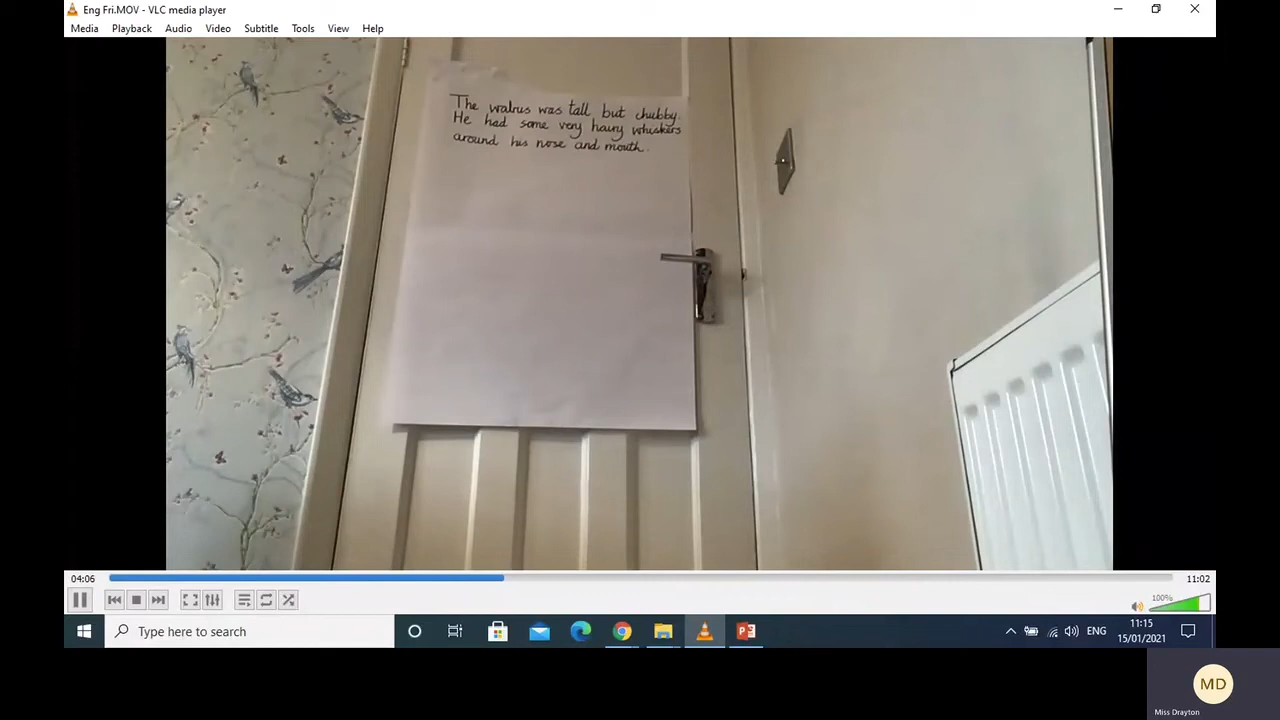 Eng Fri.MOV - VLC media player
Media Playback Audio Video Subtitle Tools View Help
The walrus was tall but chubby.
He had some very hairy whiskers
around his nose and mouth.
04:06
11:02
100%
Type here to search
ENG
11:15
15/01/2021
MD
Miss Drayton